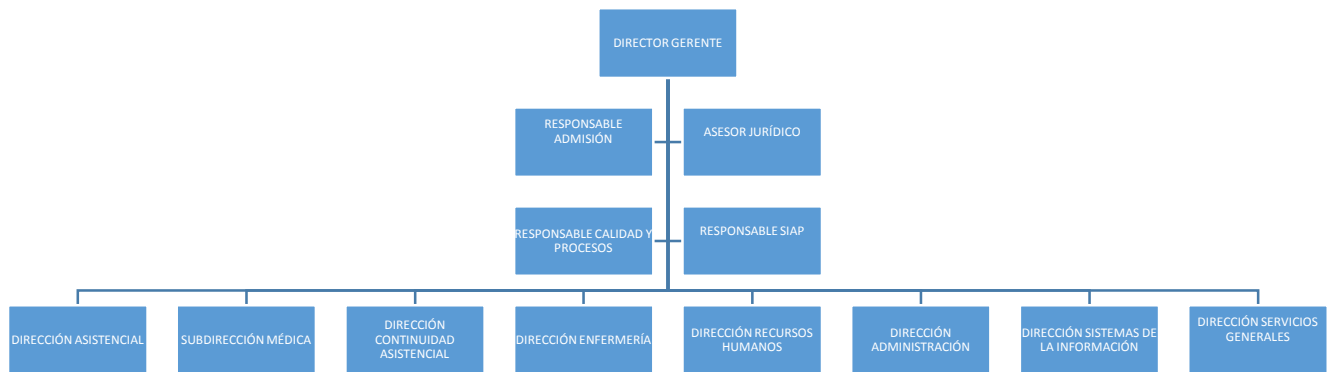 DIRECTOR GERENTE
RESPONSABLE
ADMISIÓN
ASESOR JURÍDICO
RESPONSABLE CALIDAD Y
PROCESOS
RESPONSABLE SIAP
DIRECCIÓN ASISTENCIAL
SUBDIRECCIÓN MÉDICA
DIRECCIÓN
CONTINUIDAD
ASISTENCIAL
DIRECCIÓN ENFERMERÍA
DIRECCIÓN RECURSOS
HUMANOS
DIRECCIÓN
ADMINISTRACIÓN
DIRECCIÓN SISTEMAS DE
LA INFORMACIÓN
DIRECCIÓN SERVICIOS
GENERALES